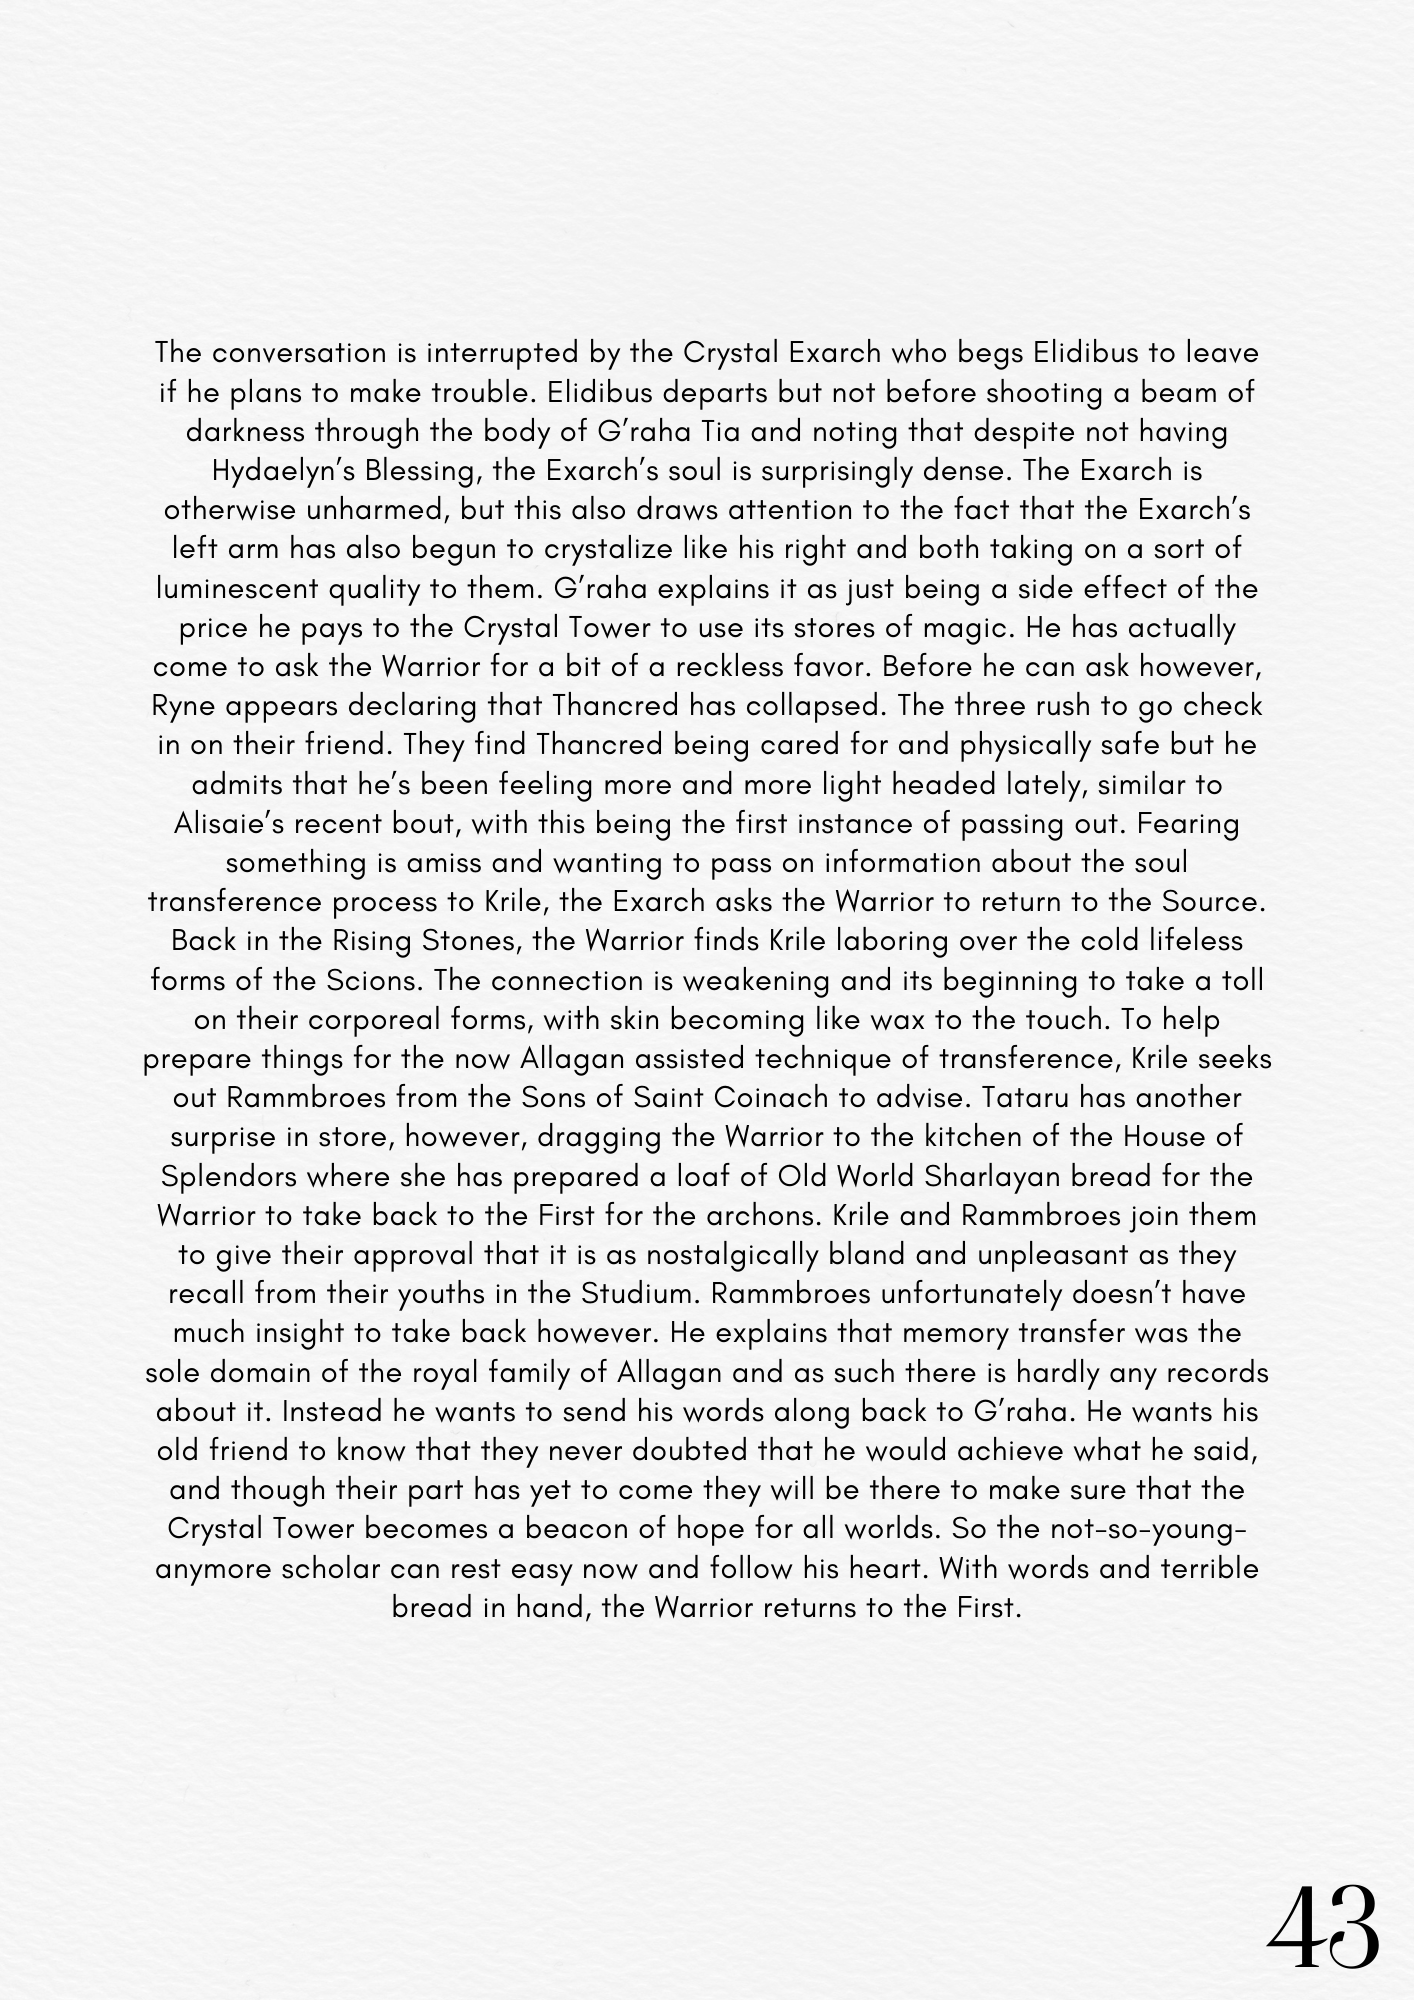 The conversation is interrupted by the Crystal Exarch who begs Elidibus to leave
if he plans to make trouble. Elidibus departs but not before shooting a beam of
darkness through the body of G’raha Tia and noting that despite not having
Hydaelyn’s Blessing, the Exarch’s soul is surprisingly dense. The Exarch is
otherwise unharmed, but this also draws attention to the fact that the Exarch’s
left arm has also begun to crystalize like his right and both taking on a sort of
luminescent quality to them. G’raha explains it as just being a side effect of the
price he pays to the Crystal Tower to use its stores of magic. He has actually
come to ask the Warrior for a bit of a reckless favor. Before he can ask however,
Ryne appears declaring that Thancred has collapsed. The three rush to go check
in on their friend. They find Thancred being cared for and physically safe but he
admits that he’s been feeling more and more light headed lately, similar to
Alisaie’s recent bout, with this being the first instance of passing out. Fearing
something is amiss and wanting to pass on information about the soul
transference process to Krile, the Exarch asks the Warrior to return to the Source.
Back in the Rising Stones, the Warrior finds Krile laboring over the cold lifeless
forms of the Scions. The connection is weakening and its beginning to take a toll
on their corporeal forms, with skin becoming like wax to the touch. To help
prepare things for the now Allagan assisted technique of transference, Krile seeks
out Rammbroes from the Sons of Saint Coinach to advise. Tataru has another
surprise in store, however, dragging the Warrior to the kitchen of the House of
Splendors where she has prepared a loaf of Old World Sharlayan bread for the
Warrior to take back to the First for the archons. Krile and Rammbroes join them
to give their approval that it is as nostalgically bland and unpleasant as they
recall from their youths in the Studium. Rammbroes unfortunately doesn’t have
much insight to take back however. He explains that memory transfer was the
sole domain of the royal family of Allagan and as such there is hardly any records
about it. Instead he wants to send his words along back to G’raha. He wants his
old friend to know that they never doubted that he would achieve what he said,
and though their part has yet to come they will be there to make sure that the
Crystal Tower becomes a beacon of hope for all worlds. So the not-so-young-
anymore scholar can rest easy now and follow his heart. With words and terrible
bread in hand, the Warrior returns to the First.
43